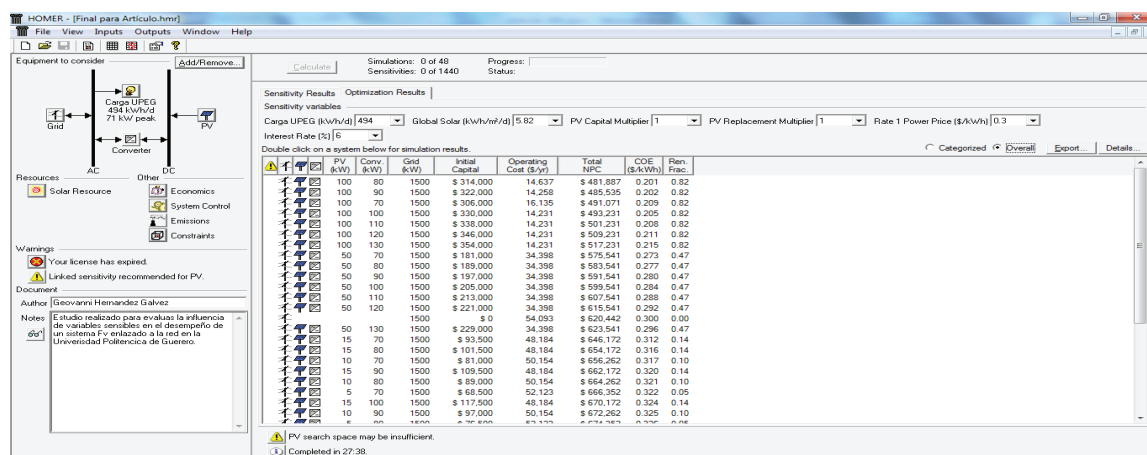 HOMER - [Final para Artículo.hmr]
File View Inputs Outputs Window Help
Equipment to consider Add/Remove...
Carga UPEG
494 kWh/d
71 kW peak
Grid
PV
Converter
AC DC
Resources Other
Solar Resource Economics
System Control
Emissions
Constraints
Warnings
Your license has expired.
Linked sensitivity recommended for PV.
Document
Author Geovanni Hernandez Galvez
Notes Estudio realizado para evaluas la influencia
de variables sensibles en el desempeño de
un sistema Fv enlazado a la red en la
Univerisdad Politencica de Guerero.
Calculate
Simulations: 0 of 48 Progress:
Sensitivities: 0 of 1440 Status:
Sensitivity Results Optimization Results
Sensitivity variables
Carga UPEG (kWh/d) 494 Global Solar (kWh/m²/d) 5.82 PV Capital Multiplier 1 PV Replacement Multiplier 1 Rate 1 Power Price ($/kWh) 0.3
Interest Rate (%) 6
Double click on a system below for simulation results. Categorized Overall Export... Details...
PV (kW) Conv. (kW) Grid (kW) Initial Capital Operating Cost ($/yr) Total NPC COE ($/kWh) Ren. Frac.
100 80 1500 $ 314,000 14,637 $ 481,887 0.201 0.82
100 90 1500 $ 322,000 14,258 $ 485,535 0.202 0.82
100 70 1500 $ 306,000 16,135 $ 491,071 0.209 0.82
100 100 1500 $ 330,000 14,231 $ 493,231 0.205 0.82
100 110 1500 $ 338,000 14,231 $ 501,231 0.208 0.82
100 120 1500 $ 346,000 14,231 $ 509,231 0.211 0.82
100 130 1500 $ 354,000 14,231 $ 517,231 0.215 0.82
50 70 1500 $ 181,000 34,398 $ 575,541 0.273 0.47
50 80 1500 $ 189,000 34,398 $ 583,541 0.277 0.47
50 90 1500 $ 197,000 34,398 $ 591,541 0.280 0.47
50 100 1500 $ 205,000 34,398 $ 599,541 0.284 0.47
50 110 1500 $ 213,000 34,398 $ 607,541 0.288 0.47
50 120 1500 $ 221,000 34,398 $ 615,541 0.292 0.47
1500 $ 0 54,093 $ 620,442 0.300 0.00
50 130 1500 $ 229,000 34,398 $ 623,541 0.296 0.47
15 70 1500 $ 93,500 48,184 $ 646,172 0.312 0.14
15 80 1500 $ 101,500 48,184 $ 654,172 0.316 0.14
10 70 1500 $ 81,000 50,154 $ 656,262 0.317 0.10
15 90 1500 $ 109,500 48,184 $ 662,172 0.320 0.14
10 80 1500 $ 89,000 50,154 $ 664,262 0.321 0.10
5 70 1500 $ 68,500 52,123 $ 666,352 0.322 0.05
15 100 1500 $ 117,500 48,184 $ 670,172 0.324 0.14
10 90 1500 $ 97,000 50,154 $ 672,262 0.325 0.10
PV search space may be insufficient.
Completed in 27:38.